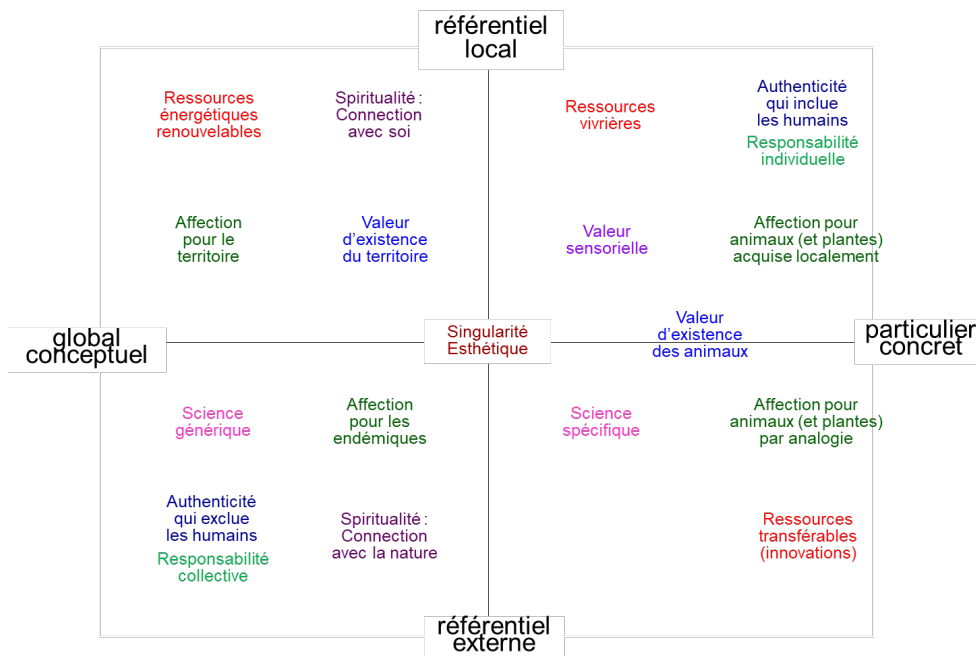 référentiel
local
Ressources
énergétiques
renouvelables
Spiritualité :
Connection
avec soi
Ressources
vivrières
Authenticité
qui inclue
les humains
Responsabilité
individuelle
Affection
pour le
territoire
Valeur
d'existence
du territoire
Valeur
sensorielle
Affection pour
animaux (et plantes)
acquise localement
global
conceptuel
Singularité
Esthétique
Valeur
d'existence
des animaux
particulier
concret
Science
générique
Affection
pour les
endémiques
Science
spécifique
Affection pour
animaux (et plantes)
par analogie
Authenticité
qui exclue
les humains
Responsabilité
collective
Spiritualité :
Connection
avec la nature
Ressources
transférables
(innovations)
référentiel
externe